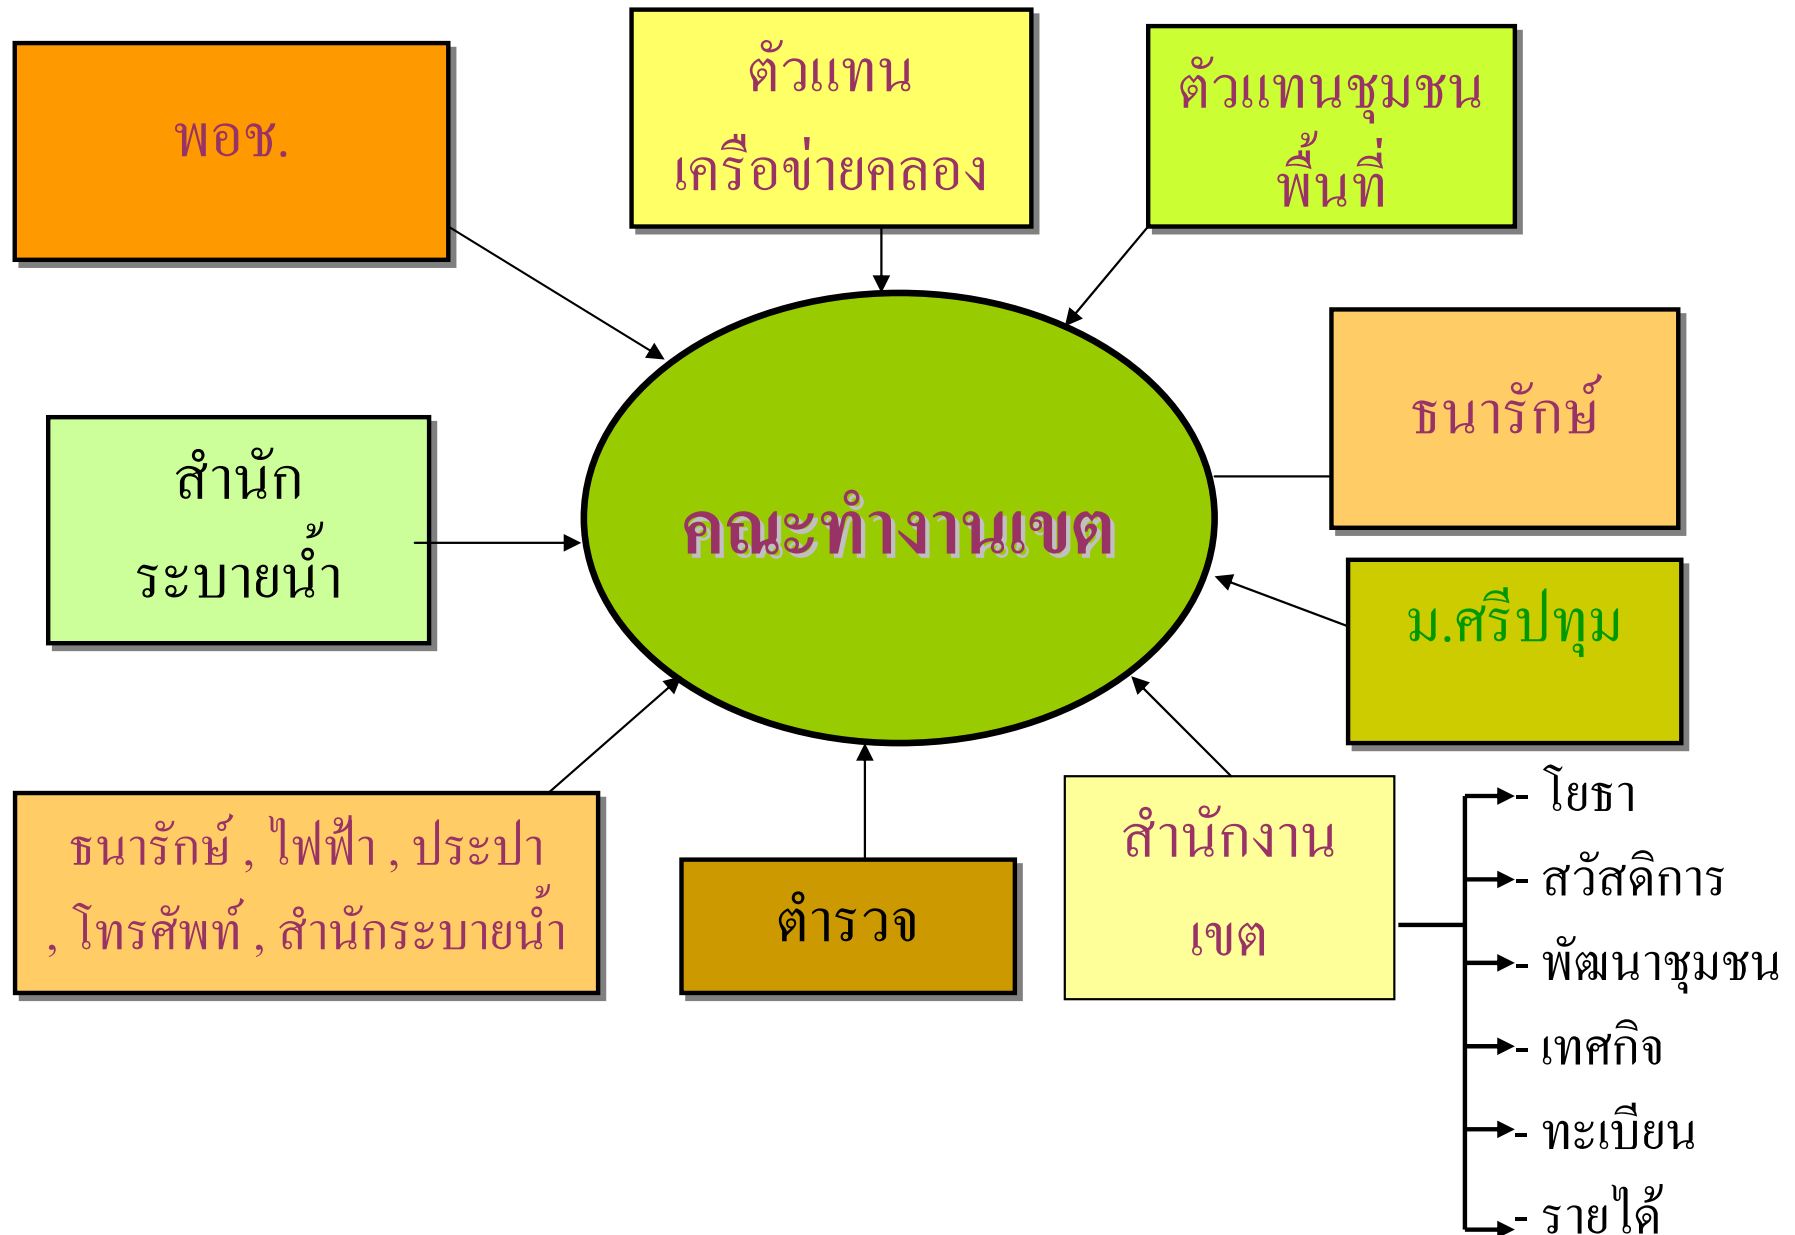 พอช.
ตัวแทน
เครือข่ายคลอง
ตัวแทนชุมชน
พื้นที่
ธนารักษ์
สำนัก
ระบายน้ำ
คณะทำงานเขต
ม.ศรีปทุม
ธนารักษ์ , ไฟฟ้า , ประปา
, โทรศัพท์ , สำนักระบายน้ำ
ตำรวจ
สำนักงาน
เขต
- โยธา
- สวัสดิการ
- พัฒนาชุมชน
- เทศกิจ
- ทะเบียน
- รายได้